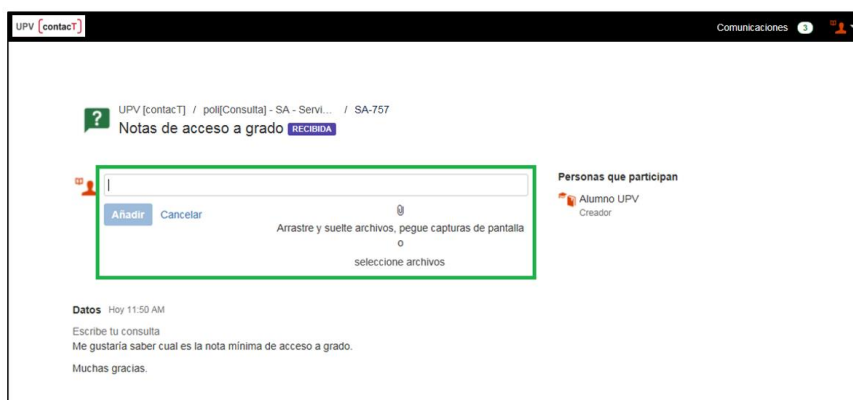 UPV [contacT]
Comunicaciones 3
?
UPV [contacT] / poli[Consulta] - SA - Servi... / SA-757
Notas de acceso a grado RECIBIDA
Añadir Cancelar
Arrastre y suelte archivos, pegue capturas de pantalla
o
seleccione archivos
Personas que participan
Alumno UPV
Creador
Datos Hoy 11:50 AM
Escribe tu consulta
Me gustaría saber cual es la nota mínima de acceso a grado.
Muchas gracias.